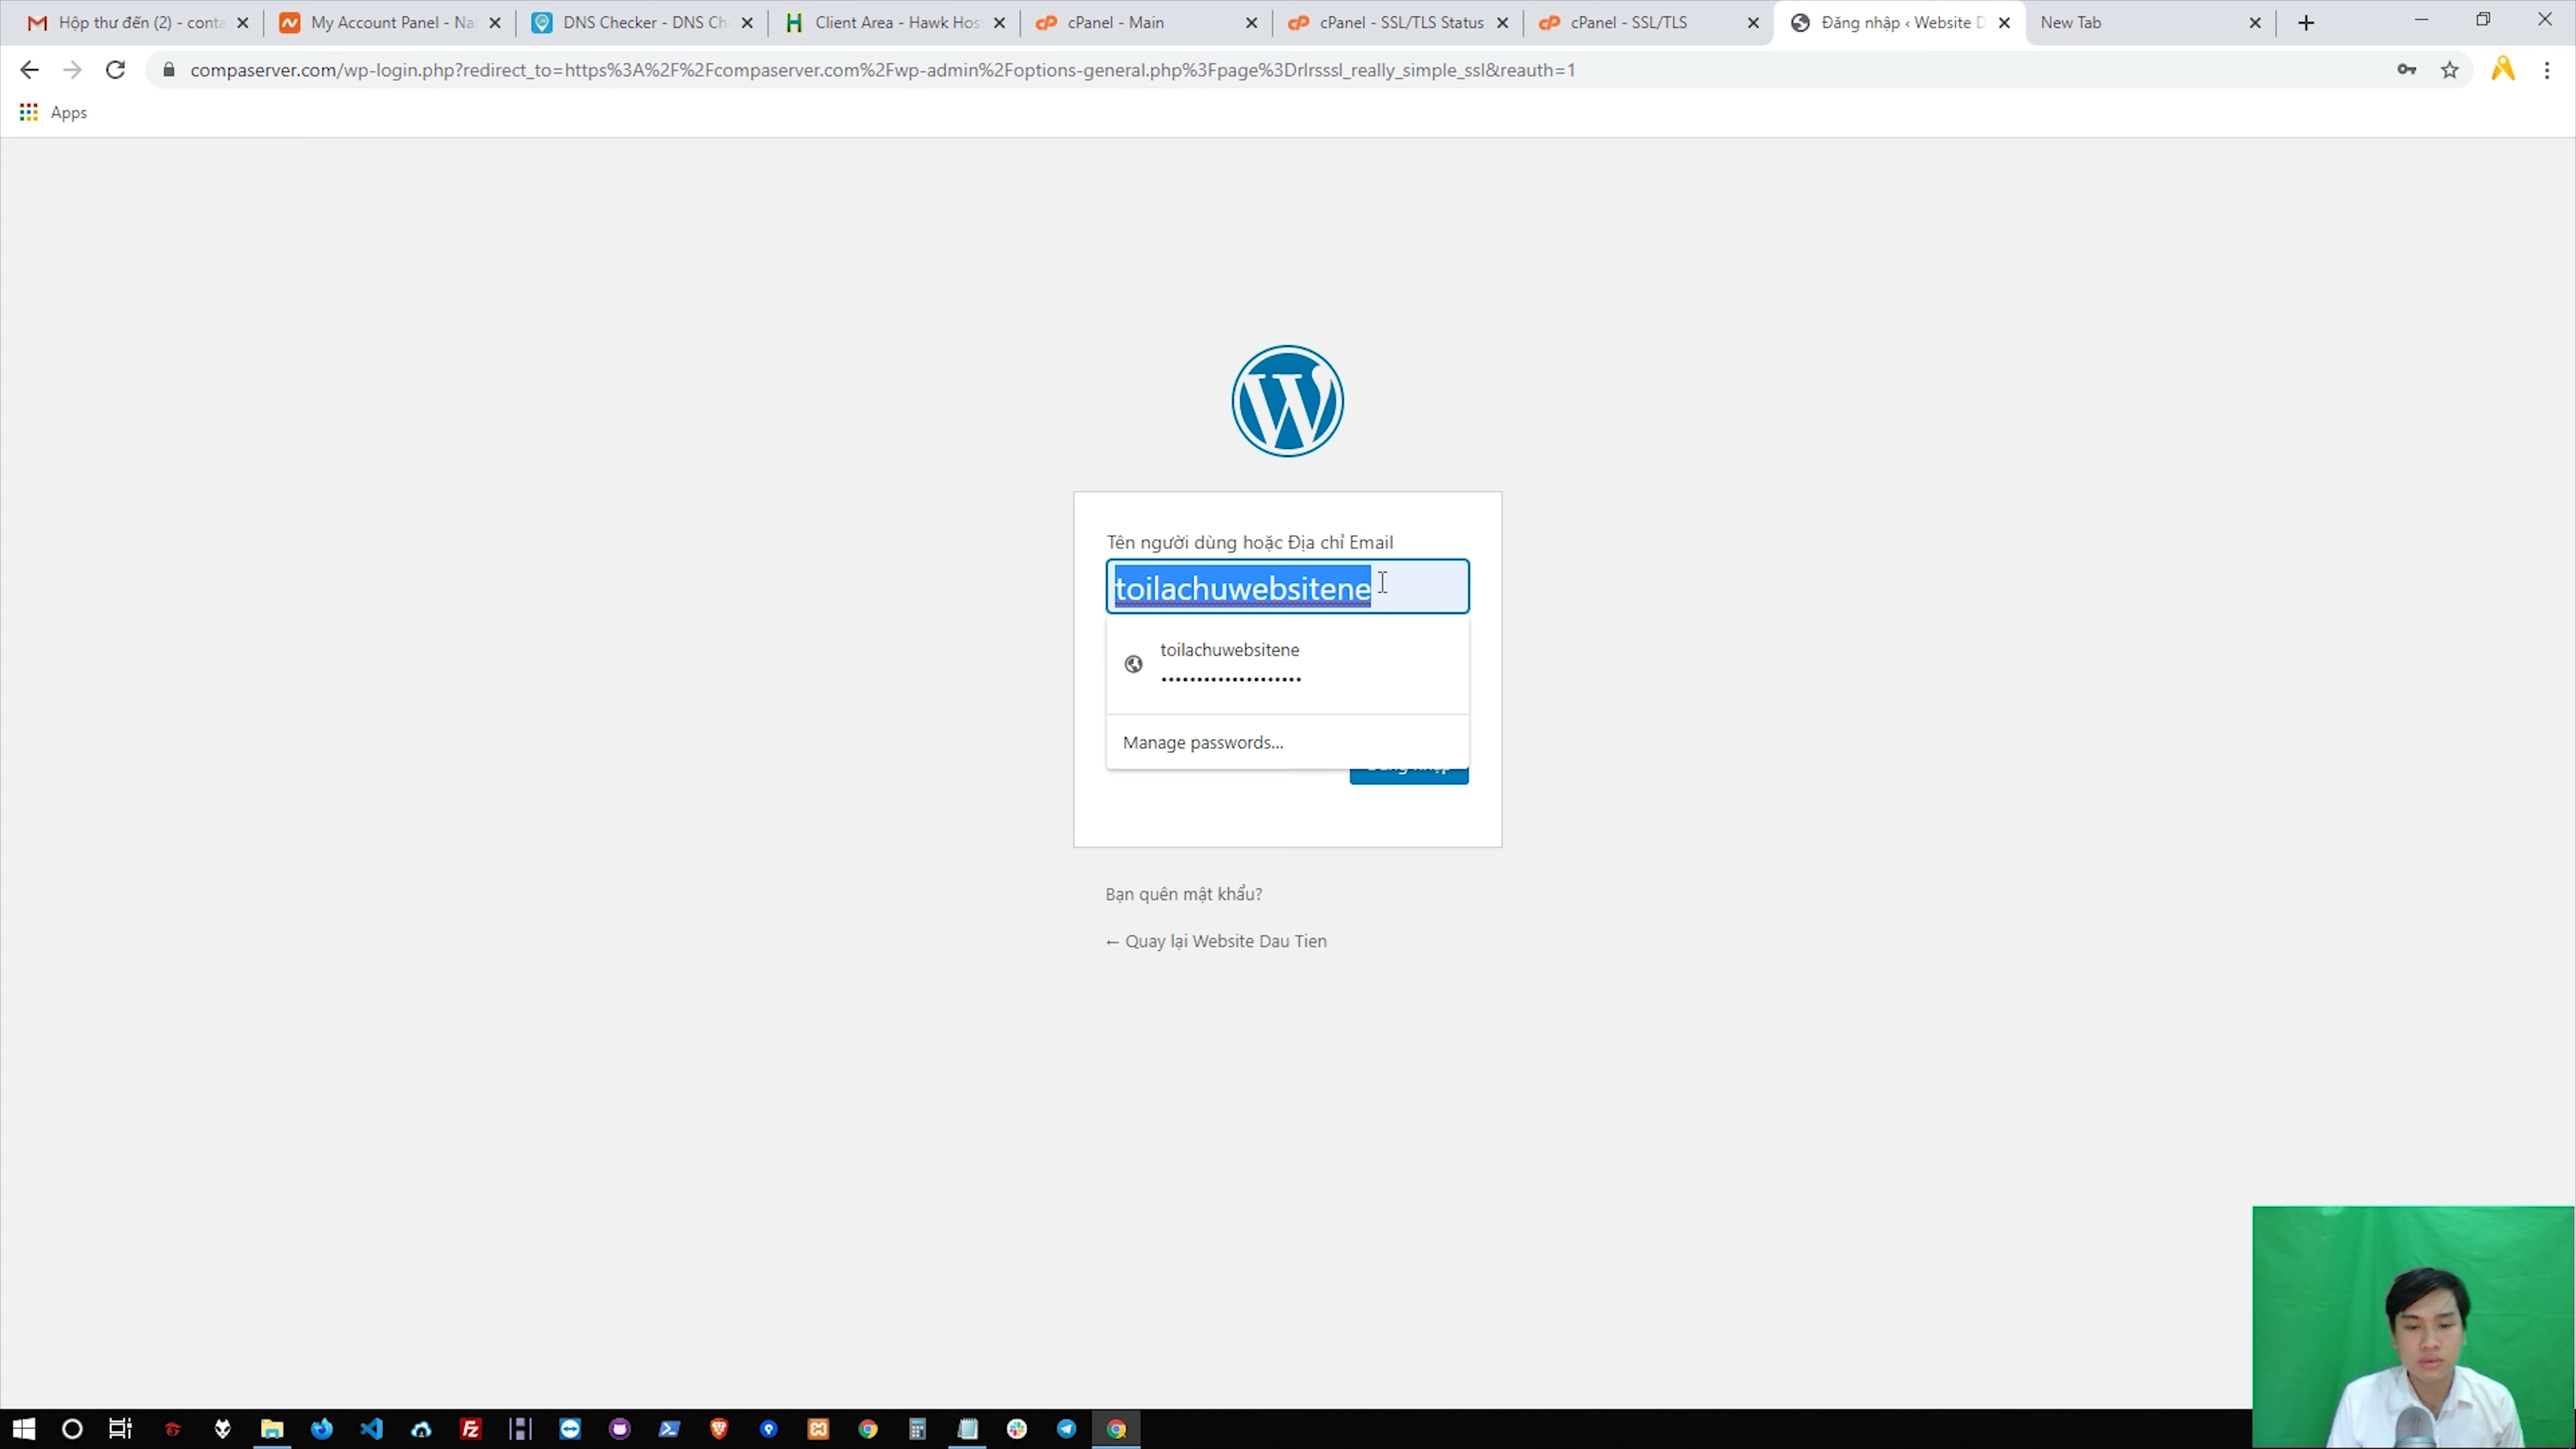 Hộp thư đến (2) - conta
My Account Panel - Na
DNS Checker - DNS Ch
Client Area - Hawk Hos
cPanel - Main
cPanel - SSL/TLS Status
cPanel - SSL/TLS
Đăng nhập ‹ Website D
New Tab
compaserver.com/wp-login.php?redirect_to=https%3A%2F%2Fcompaserver.com%2Fwp-admin%2Foptions-general.php%3Fpage%3Drlrsssl_really_simple_ssl&reauth=1
Apps
Tên người dùng hoặc Địa chỉ Email
toilachuwebsitene
toilachuwebsitene
••••••••••••••••••••
Manage passwords...
Bạn quên mật khẩu?
← Quay lại Website Dau Tien